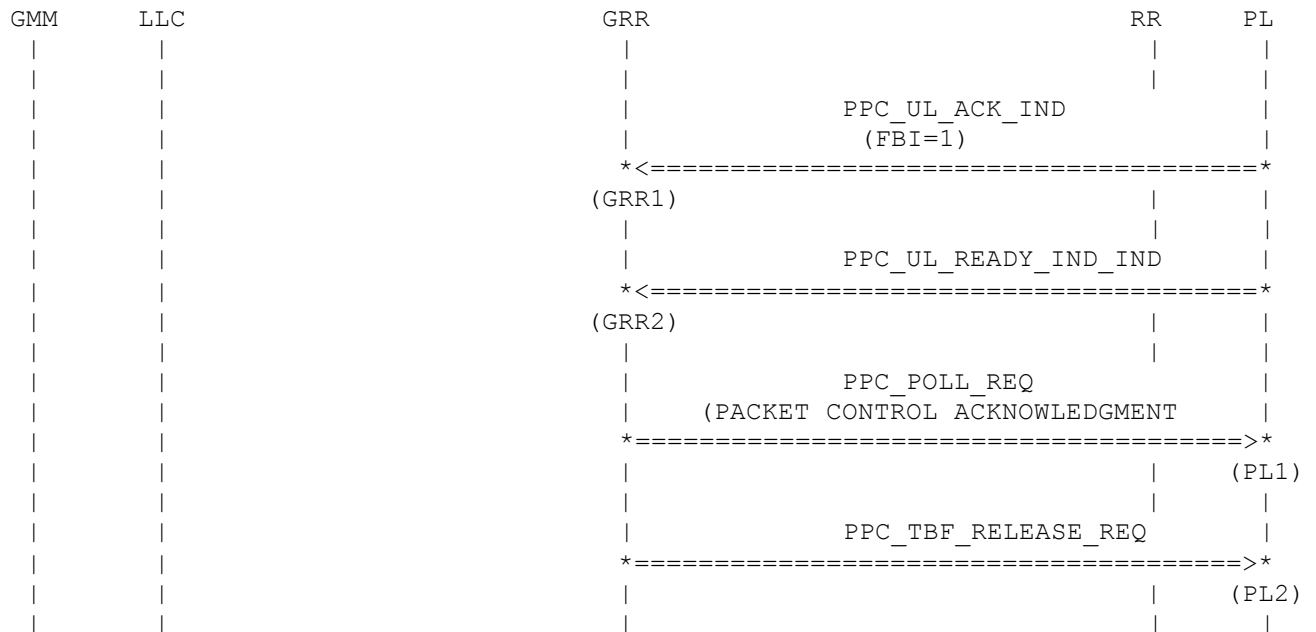 GMM LLC GRR RR PL
PPC_UL_ACK_IND
(FBI=1)
(GRR1)
PPC_UL_READY_IND_IND
(GRR2)
PPC_POLL_REQ
(PACKET CONTROL ACKNOWLEDGMENT
(PL1)
PPC_TBF_RELEASE_REQ
(PL2)